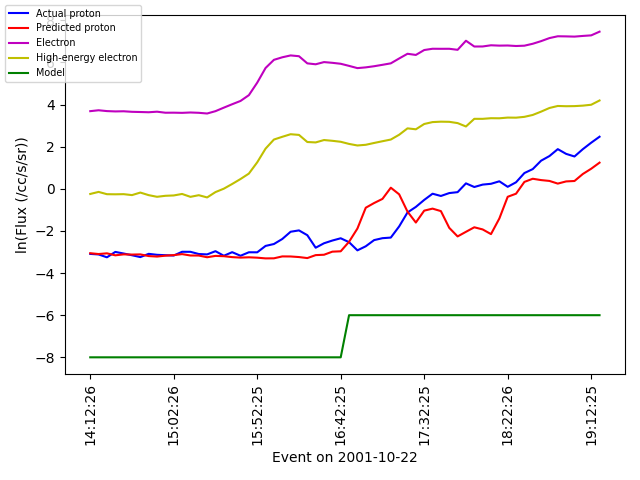 Actual proton
Predicted proton
Electron
High-energy electron
Model
4
2
0
−2
−4
−6
−8
ln(Flux (/cc/s/sr))
14:12:26
15:02:26
15:52:25
16:42:25
17:32:25
18:22:26
19:12:25
Event on 2001-10-22